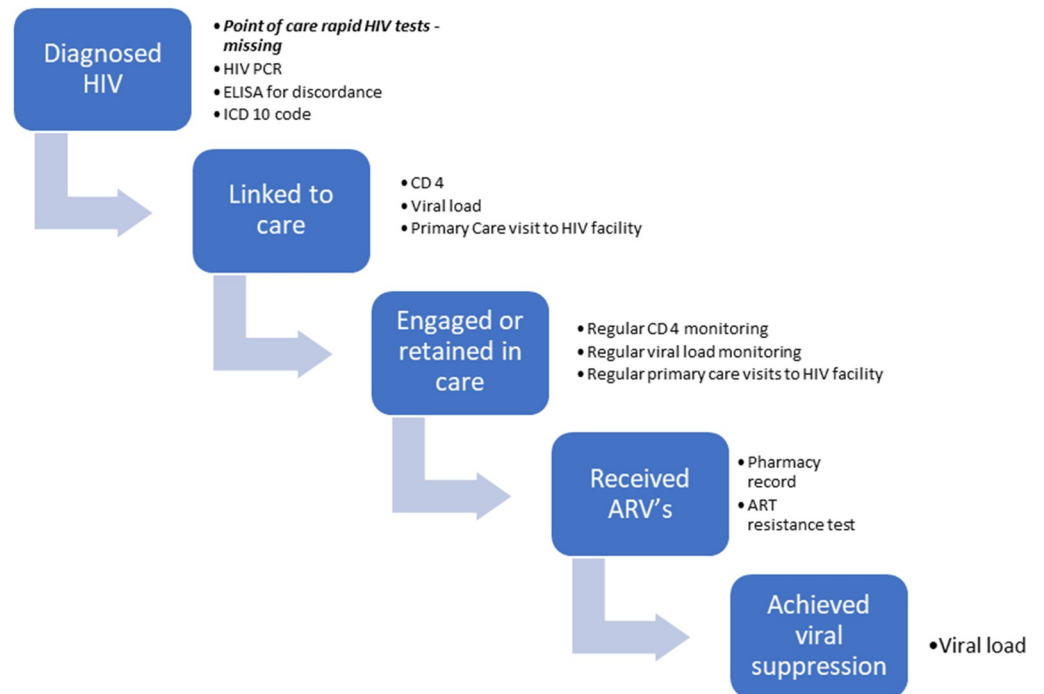 Diagnosed
HIV
• Point of care rapid HIV tests -
missing
• HIV PCR
• ELISA for discordance
• ICD 10 code
Linked to
care
• CD 4
• Viral load
• Primary Care visit to HIV facility
Engaged or
retained in
care
• Regular CD 4 monitoring
• Regular viral load monitoring
• Regular primary care visits to HIV facility
Received
ARV's
• Pharmacy
record
• ART
resistance test
Achieved
viral
suppression
• Viral load